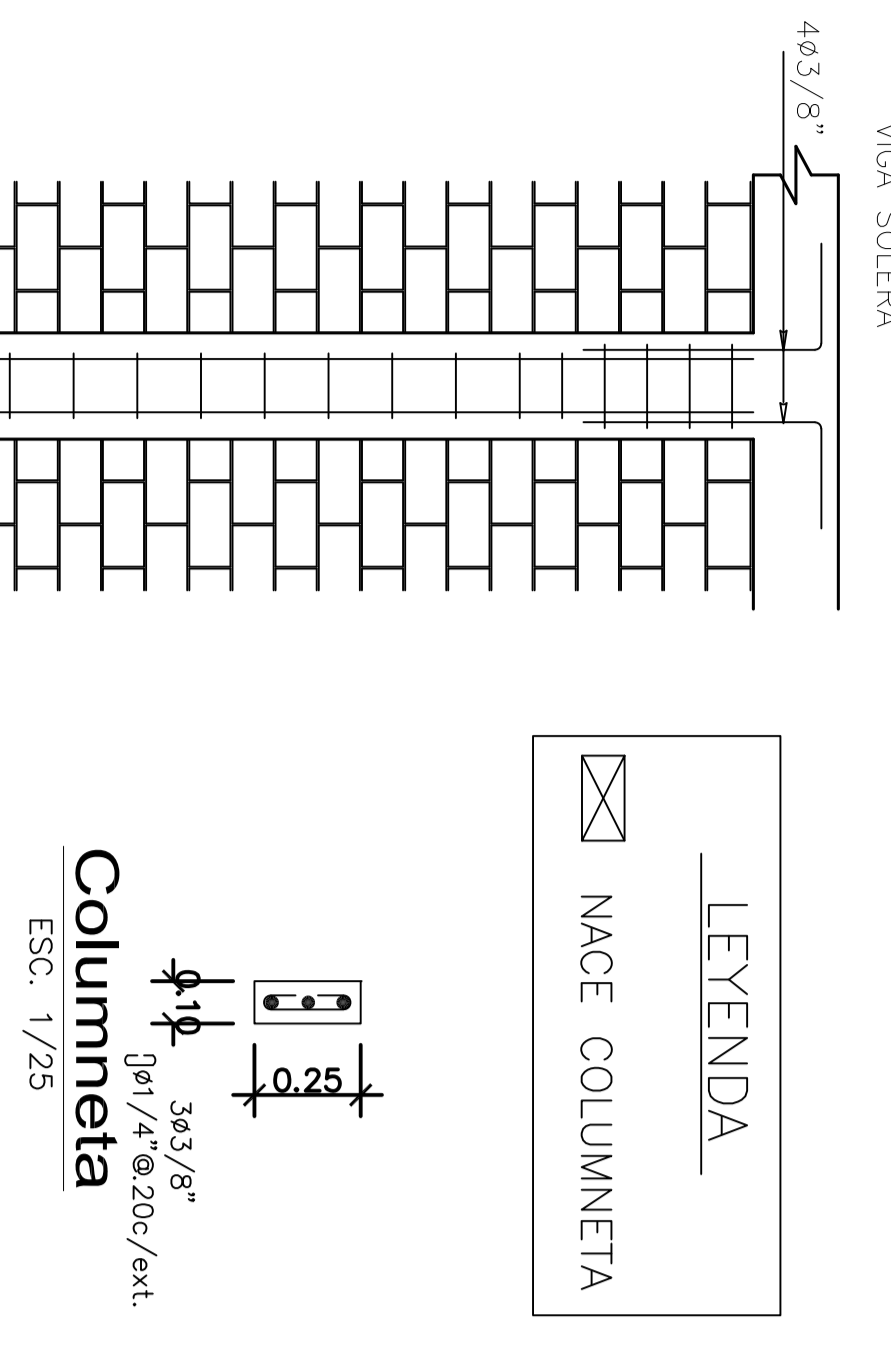 VIGA SOLERA
4ø3/8"
LEYENDA
NACE COLUMNETA
0.25
0.10
3ø3/8"
ø1/4"@.20c/ext.
Columneta
ESC. 1/25